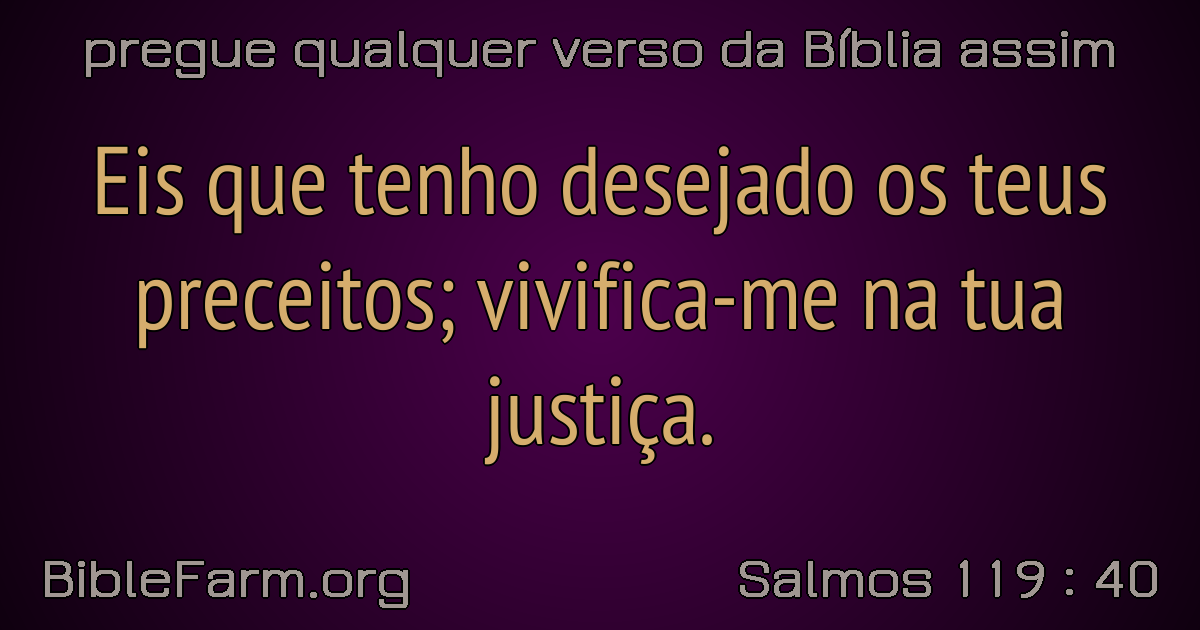 pregue qualquer verso da Bíblia assim
Eis que tenho desejado os teus
preceitos; vivifica-me na tua
justiça.
BibleFarm.org
Salmos 119 : 40